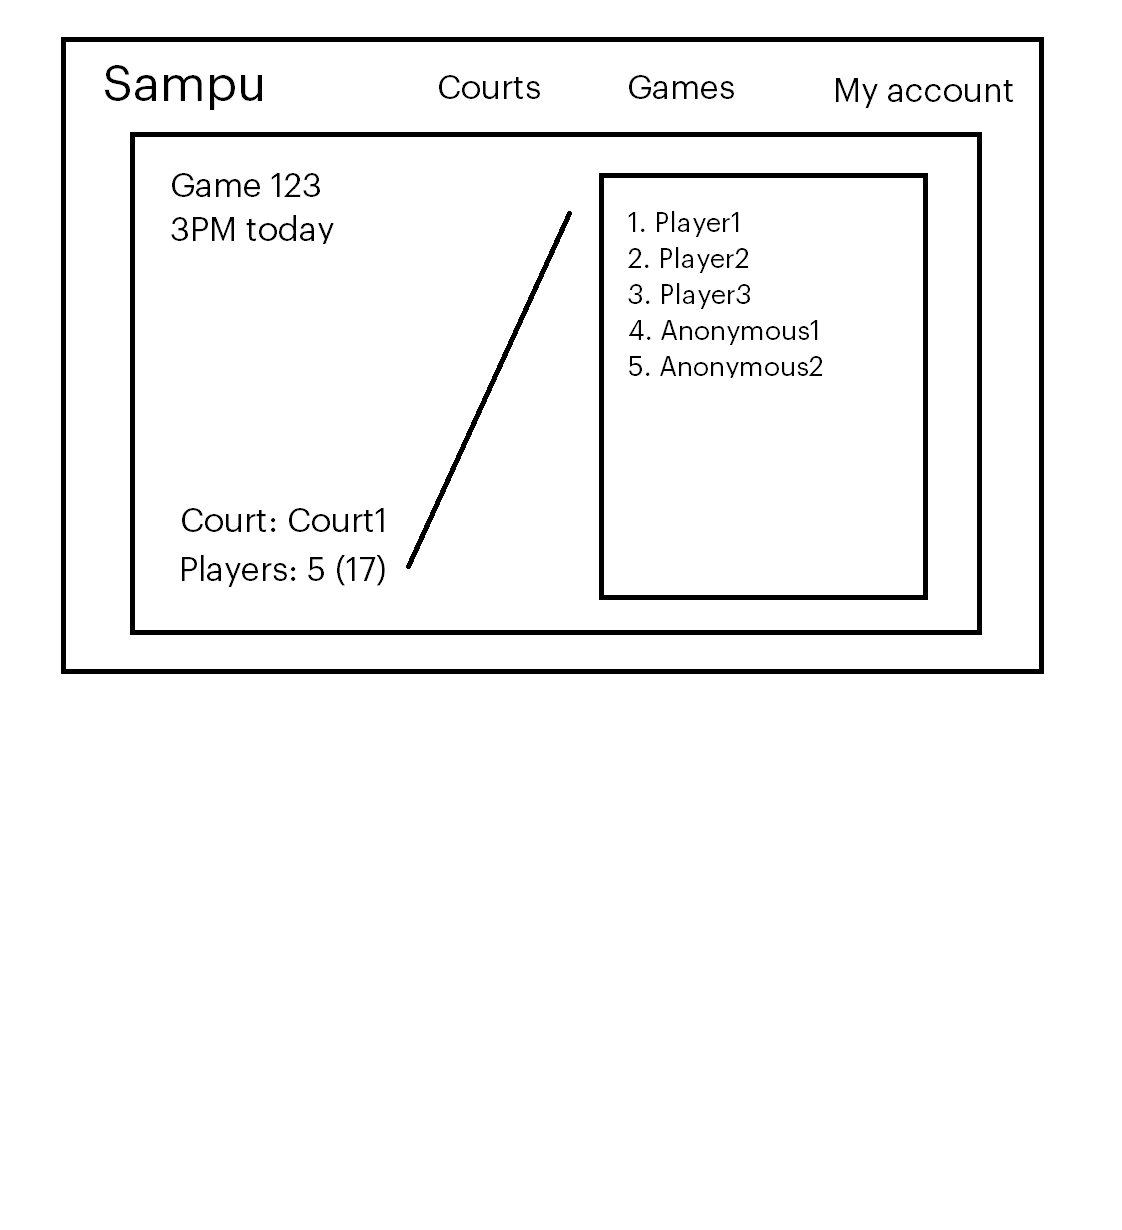 Sampu
Courts
Games
My account
Game 123
3PM today
Court: Court1
Players: 5 (17)
1. Player1
2. Player2
3. Player3
4. Anonymous1
5. Anonymous2